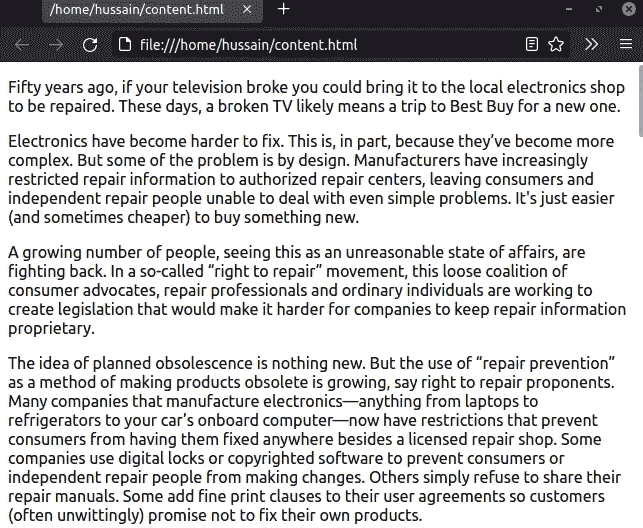 /home/hussain/content.html
file:///home/hussain/content.html
Fifty years ago, if your television broke you could bring it to the local electronics shop
to be repaired. These days, a broken TV likely means a trip to Best Buy for a new one.
Electronics have become harder to fix. This is, in part, because they’ve become more
complex. But some of the problem is by design. Manufacturers have increasingly
restricted repair information to authorized repair centers, leaving consumers and
independent repair people unable to deal with even simple problems. It's just easier
(and sometimes cheaper) to buy something new.
A growing number of people, seeing this as an unreasonable state of affairs, are
fighting back. In a so-called “right to repair” movement, this loose coalition of
consumer advocates, repair professionals and ordinary individuals are working to
create legislation that would make it harder for companies to keep repair information
proprietary.
The idea of planned obsolescence is nothing new. But the use of “repair prevention”
as a method of making products obsolete is growing, say right to repair proponents.
Many companies that manufacture electronics—anything from laptops to
refrigerators to your car’s onboard computer—now have restrictions that prevent
consumers from having them fixed anywhere besides a licensed repair shop. Some
companies use digital locks or copyrighted software to prevent consumers or
independent repair people from making changes. Others simply refuse to share their
repair manuals. Some add fine print clauses to their user agreements so customers
(often unwittingly) promise not to fix their own products.